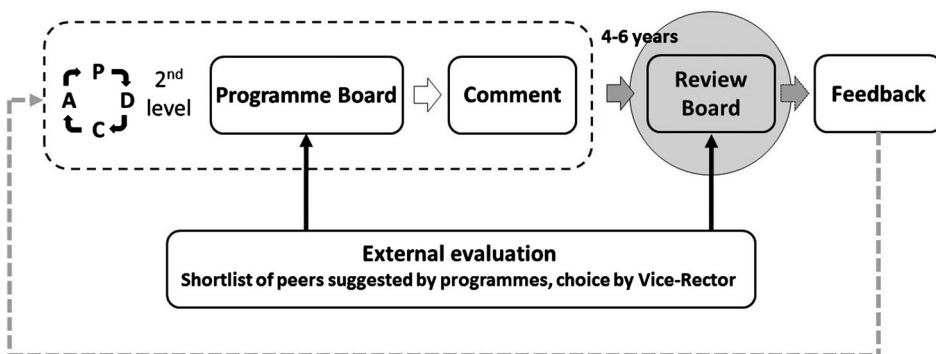 4-6 years
P
A
D
C
2nd
level
Programme Board
Comment
Review
Board
Feedback
External evaluation
Shortlist of peers suggested by programmes, choice by Vice-Rector